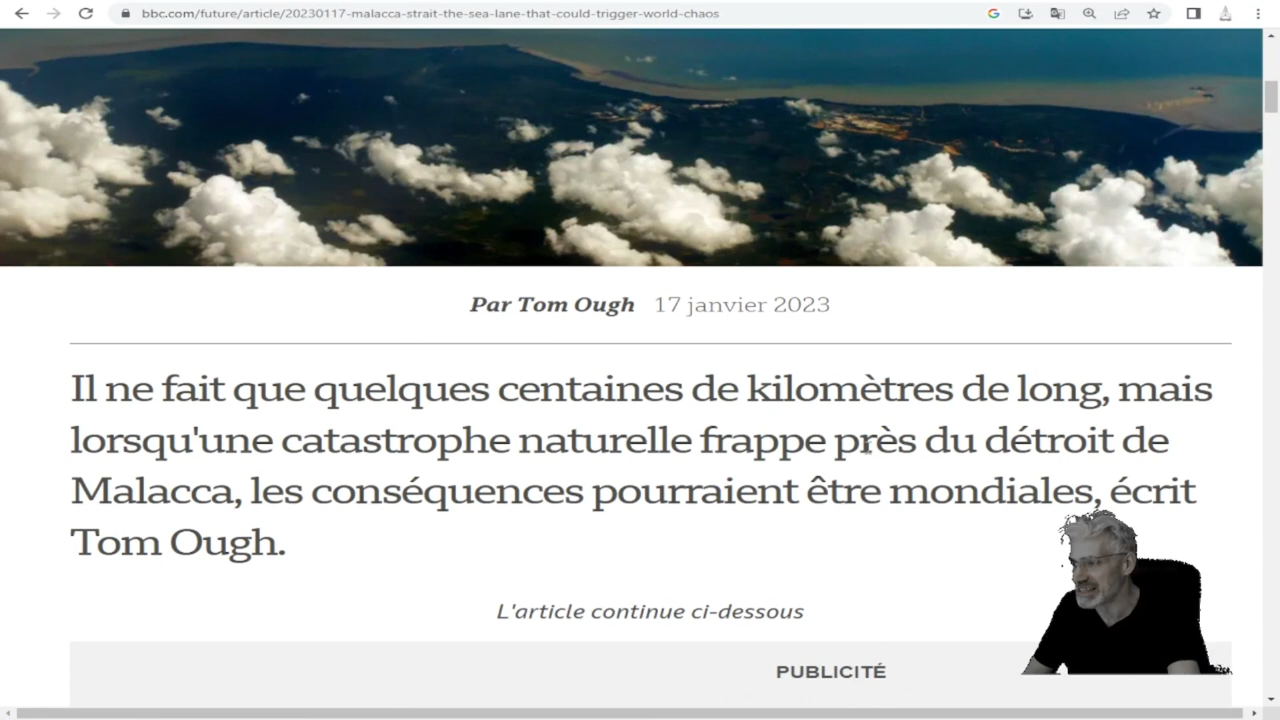 bbc.com/future/article/20230117-malacca-strait-the-sea-lane-that-could-trigger-world-chaos
Par Tom Ough 17 janvier 2023
Il ne fait que quelques centaines de kilomètres de long, mais
lorsqu'une catastrophe naturelle frappe près du détroit de
Malacca, les conséquences pourraient être mondiales, écrit
Tom Ough.
L'article continue ci-dessous
PUBLICITÉ